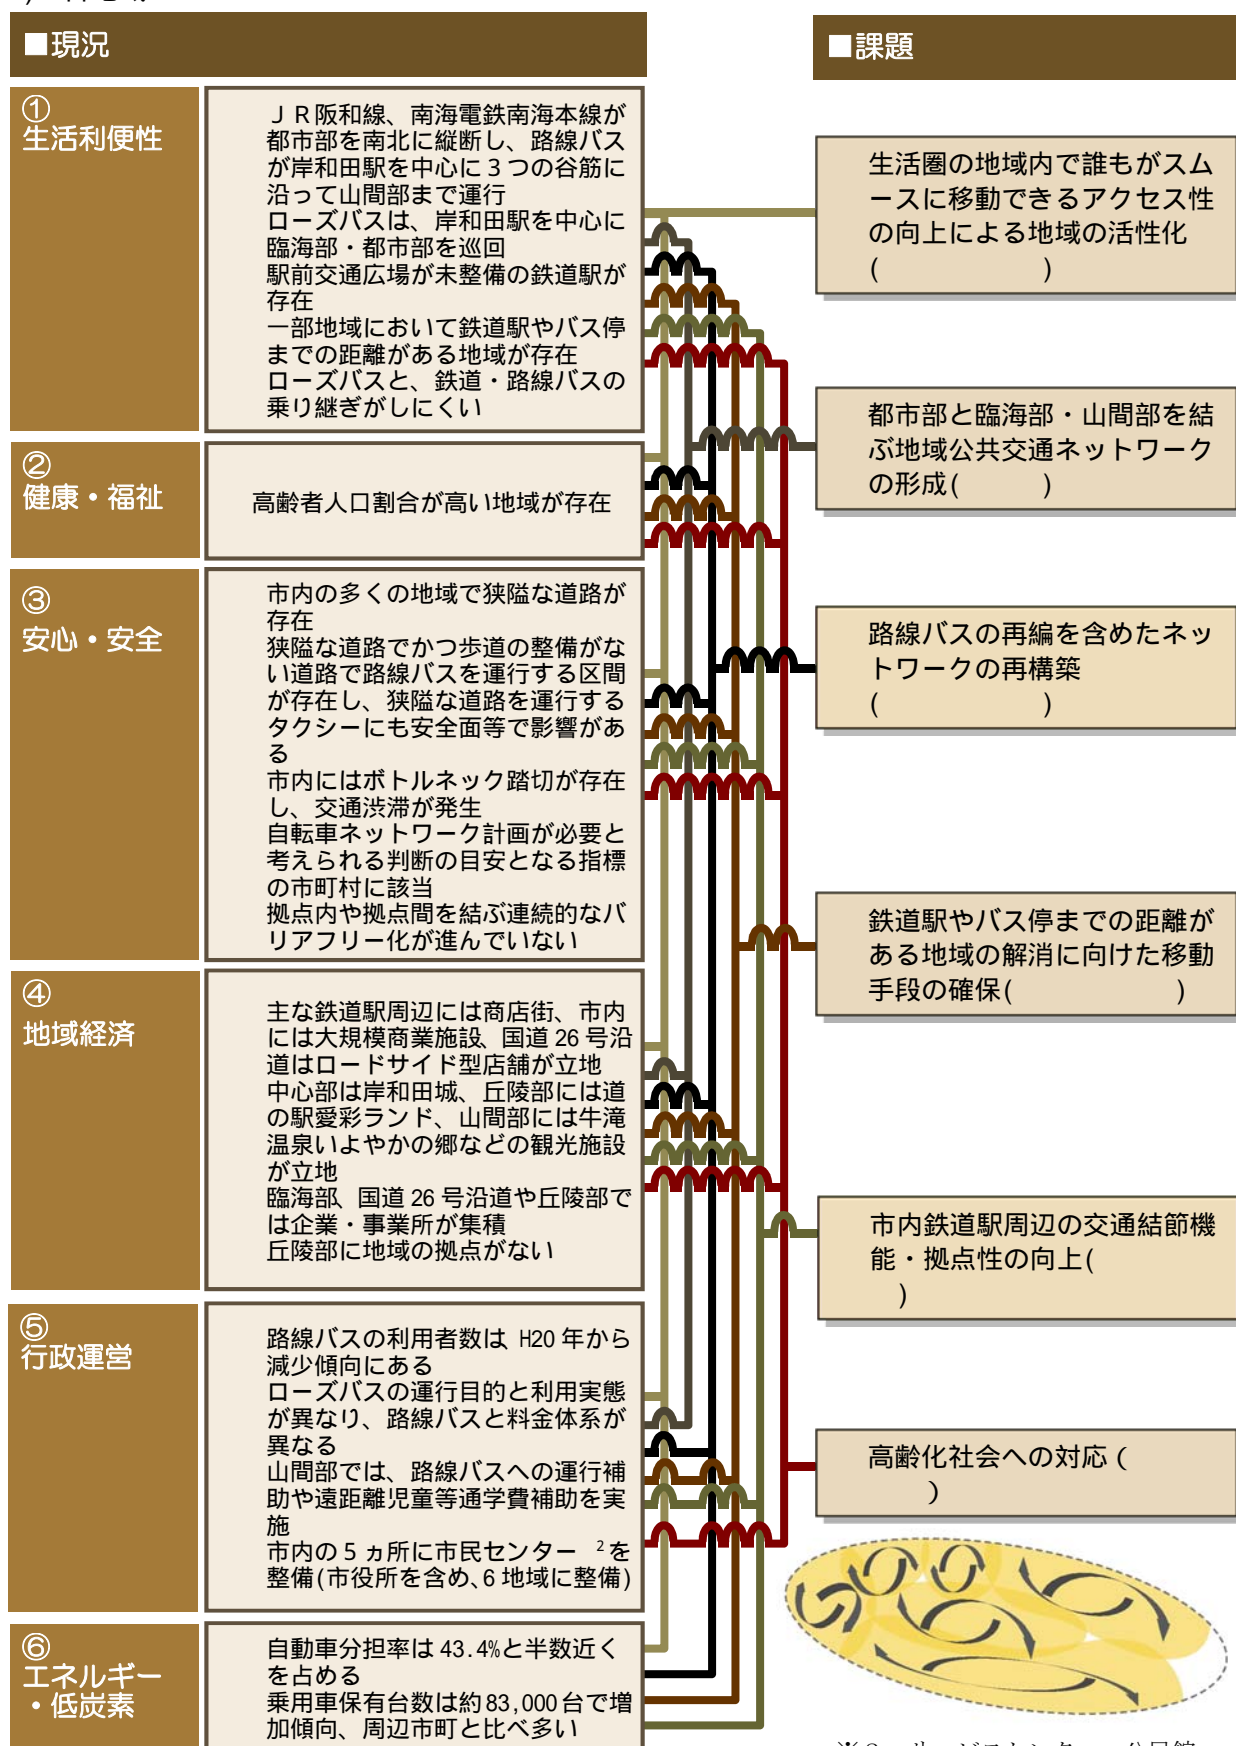 ■現況
①
生活利便性
ＪＲ阪和線、南海電鉄南海本線が
都市部を南北に縦断し、路線バス
が岸和田駅を中心に３つの谷筋に
沿って山間部まで運行
ローズバスは、岸和田駅を中心に
臨海部・都市部を巡回
駅前交通広場が未整備の鉄道駅が
存在
一部地域において鉄道駅やバス停
までの距離がある地域が存在
ローズバスと、鉄道・路線バスの
乗り継ぎがしにくい
②
健康・福祉
高齢者人口割合が高い地域が存在
③
安心・安全
市内の多くの地域で狭隘な道路が
存在
狭隘な道路でかつ歩道の整備がな
い道路で路線バスを運行する区間
が存在し、狭隘な道路を運行する
タクシーにも安全面等で影響があ
る
市内にはボトルネック踏切が存在
し、交通渋滞が発生
自転車ネットワーク計画が必要と
考えられる判断の目安となる指標
の市町村に該当
拠点内や拠点間を結ぶ連続的なバ
リアフリー化が進んでいない
④
地域経済
主な鉄道駅周辺には商店街、市内
には大規模商業施設、国道 26 号沿
道はロードサイド型店舗が立地
中心部は岸和田城、丘陵部には道
の駅愛彩ランド、山間部には牛滝
温泉いよやかの郷などの観光施設
が立地
臨海部、国道 26 号沿道や丘陵部で
は企業・事業所が集積
丘陵部に地域の拠点がない
⑤
行政運営
路線バスの利用者数は H20 年から
減少傾向にある
ローズバスの運行目的と利用実態
が異なり、路線バスと料金体系が
異なる
山間部では、路線バスへの運行補
助や遠距離児童等通学費補助を実
施
市内の５ヵ所に市民センター 2を
整備(市役所を含め、6 地域に整備)
⑥
エネルギー
・低炭素
自動車分担率は 43.4%と半数近く
を占める
乗用車保有台数は約 83,000 台で増
加傾向、周辺市町と比べ多い
■課題
生活圏の地域内で誰もがスム
ースに移動できるアクセス性
の向上による地域の活性化
(　　　　　　)
都市部と臨海部・山間部を結
ぶ地域公共交通ネットワーク
の形成(　　　)
路線バスの再編を含めたネッ
トワークの再構築
(　　　　　　)
鉄道駅やバス停までの距離が
ある地域の解消に向けた移動
手段の確保(　　　　　　)
市内鉄道駅周辺の交通結節機
能・拠点性の向上(
)
高齢化社会への対応 (
)